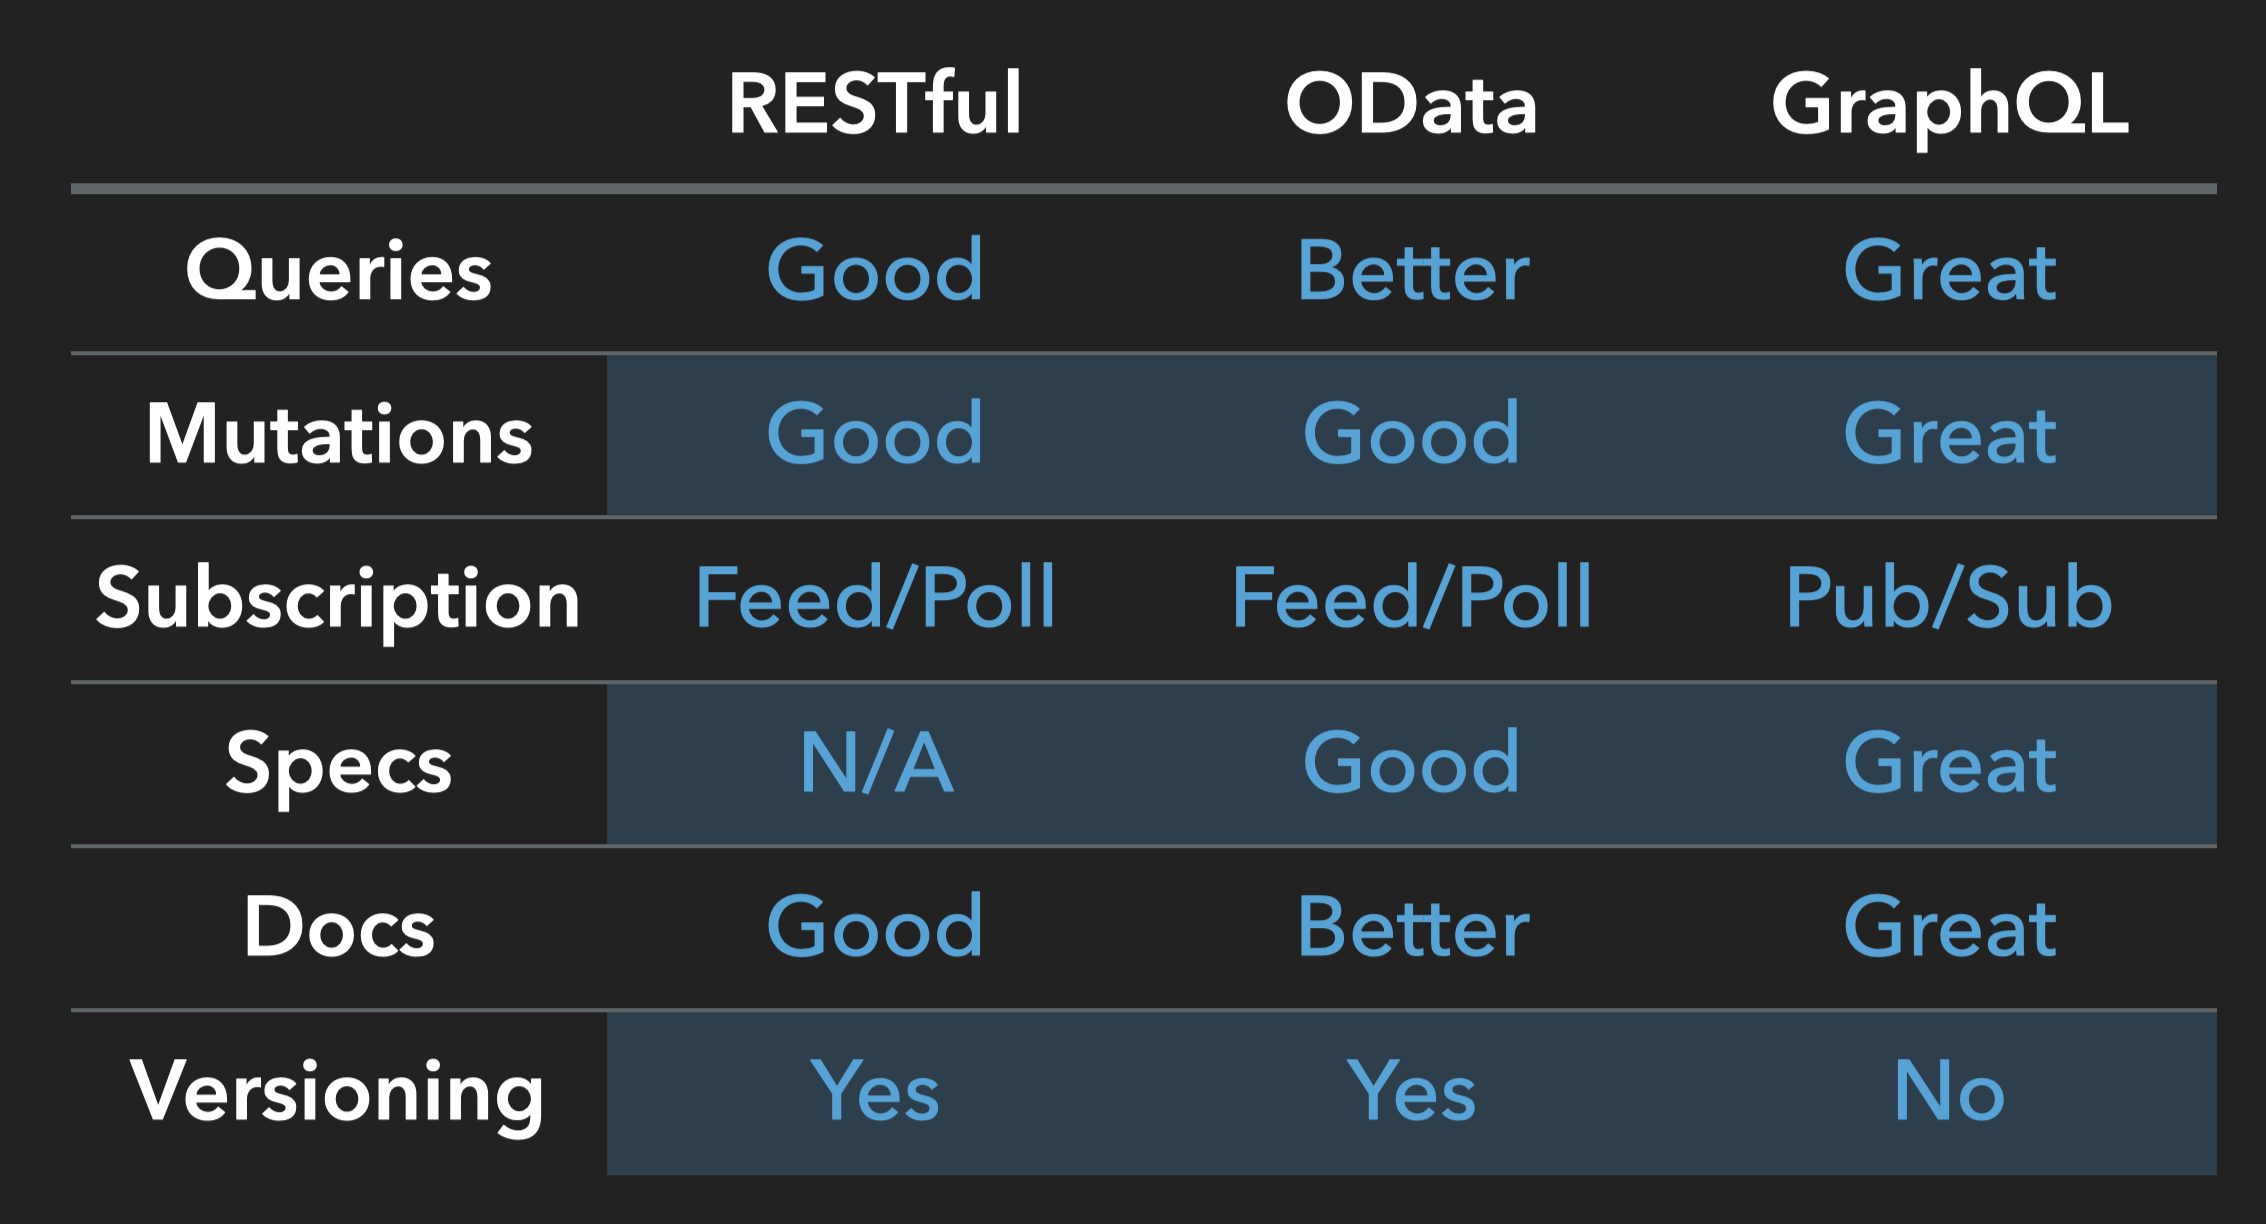 RESTful OData GraphQL
Queries Good Better Great
Mutations Good Good Great
Subscription Feed/Poll Feed/Poll Pub/Sub
Specs N/A Good Great
Docs Good Better Great
Versioning Yes Yes No